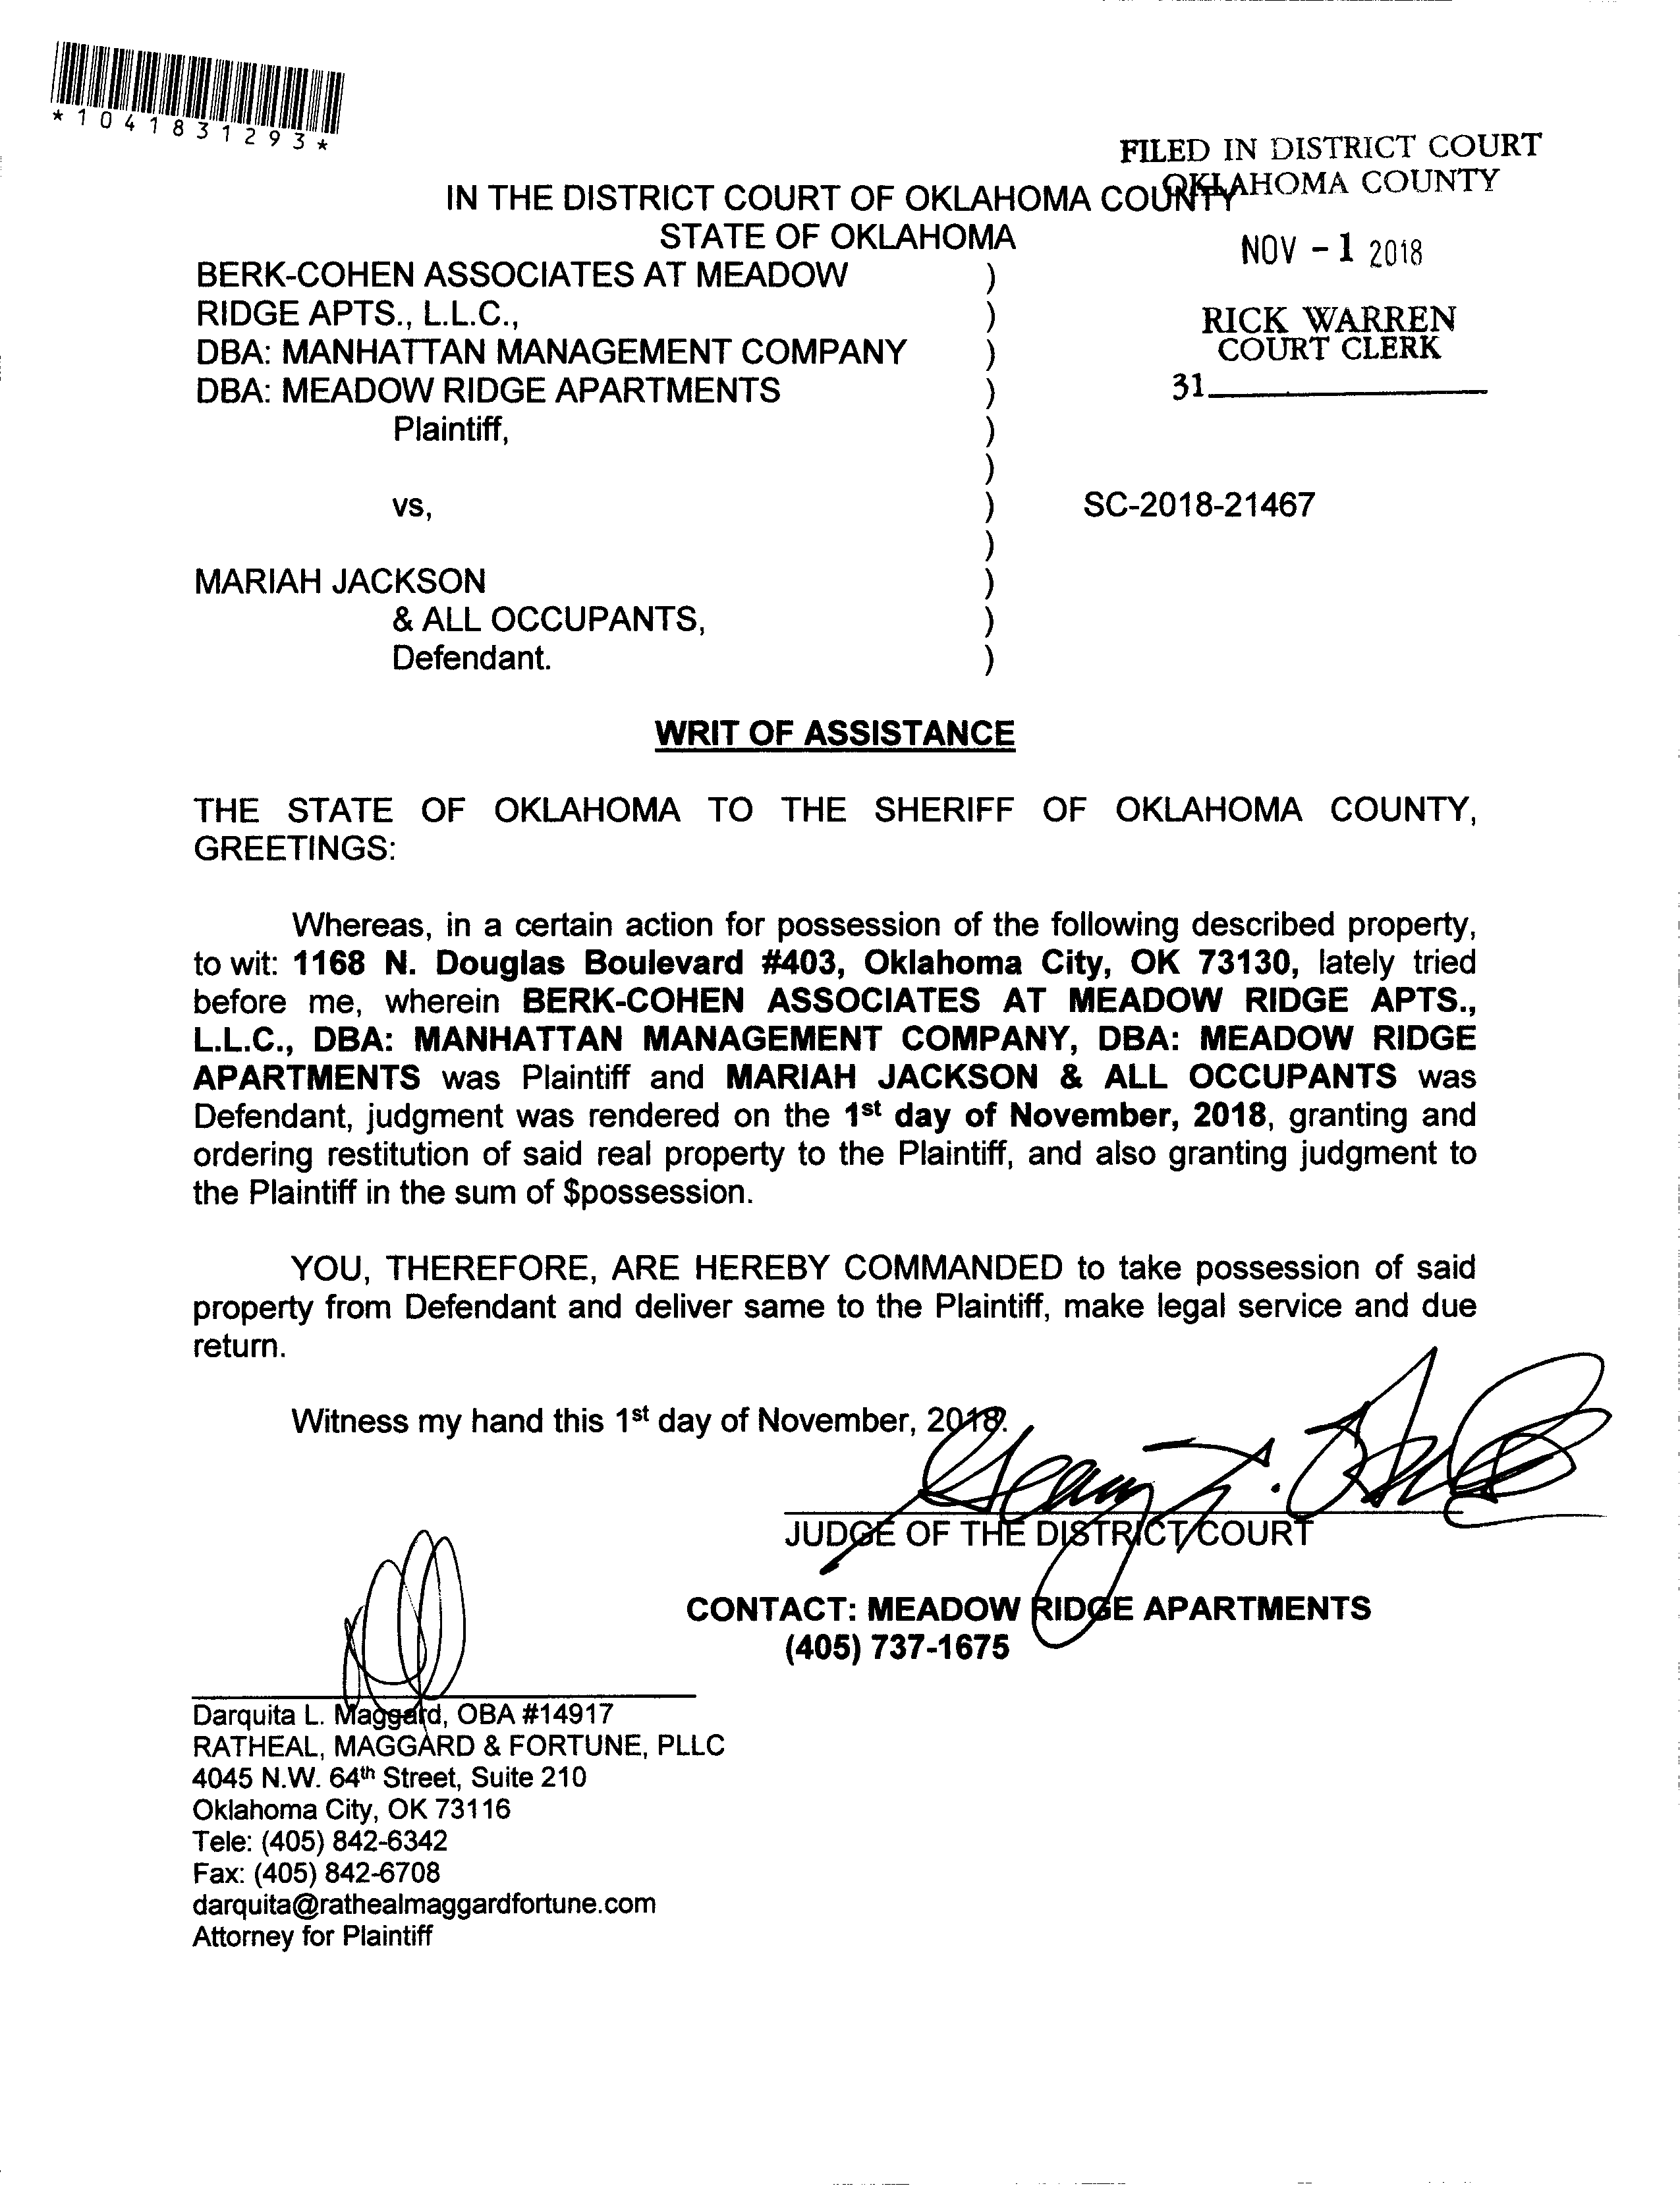 *1041831293*
FILED IN DISTRICT COURT
OKLAHOMA COUNTY
IN THE DISTRICT COURT OF OKLAHOMA COUNTY
STATE OF OKLAHOMA
NOV - 1 2018
BERK-COHEN ASSOCIATES AT MEADOW )
RIDGE APTS., L.L.C., )
RICK WARREN
DBA: MANHATTAN MANAGEMENT COMPANY )
COURT CLERK
DBA: MEADOW RIDGE APARTMENTS )
31
Plaintiff, )
)
vs, ) SC-2018-21467
)
MARIAH JACKSON )
& ALL OCCUPANTS, )
Defendant. )
WRIT OF ASSISTANCE
THE STATE OF OKLAHOMA TO THE SHERIFF OF OKLAHOMA COUNTY,
GREETINGS:
Whereas, in a certain action for possession of the following described property,
to wit: 1168 N. Douglas Boulevard #403, Oklahoma City, OK 73130, lately tried
before me, wherein BERK-COHEN ASSOCIATES AT MEADOW RIDGE APTS.,
L.L.C., DBA: MANHATTAN MANAGEMENT COMPANY, DBA: MEADOW RIDGE
APARTMENTS was Plaintiff and MARIAH JACKSON & ALL OCCUPANTS was
Defendant, judgment was rendered on the 1st day of November, 2018, granting and
ordering restitution of said real property to the Plaintiff, and also granting judgment to
the Plaintiff in the sum of $possession.
YOU, THEREFORE, ARE HEREBY COMMANDED to take possession of said
property from Defendant and deliver same to the Plaintiff, make legal service and due
return.
Witness my hand this 1st day of November, 2018.
JUDGE OF THE DISTRICT COURT
CONTACT: MEADOW RIDGE APARTMENTS
(405) 737-1675
Darquita L. Maggard, OBA #14917
RATHEAL, MAGGARD & FORTUNE, PLLC
4045 N.W. 64th Street, Suite 210
Oklahoma City, OK 73116
Tele: (405) 842-6342
Fax: (405) 842-6708
darquita@rathealmaggardfortune.com
Attorney for Plaintiff